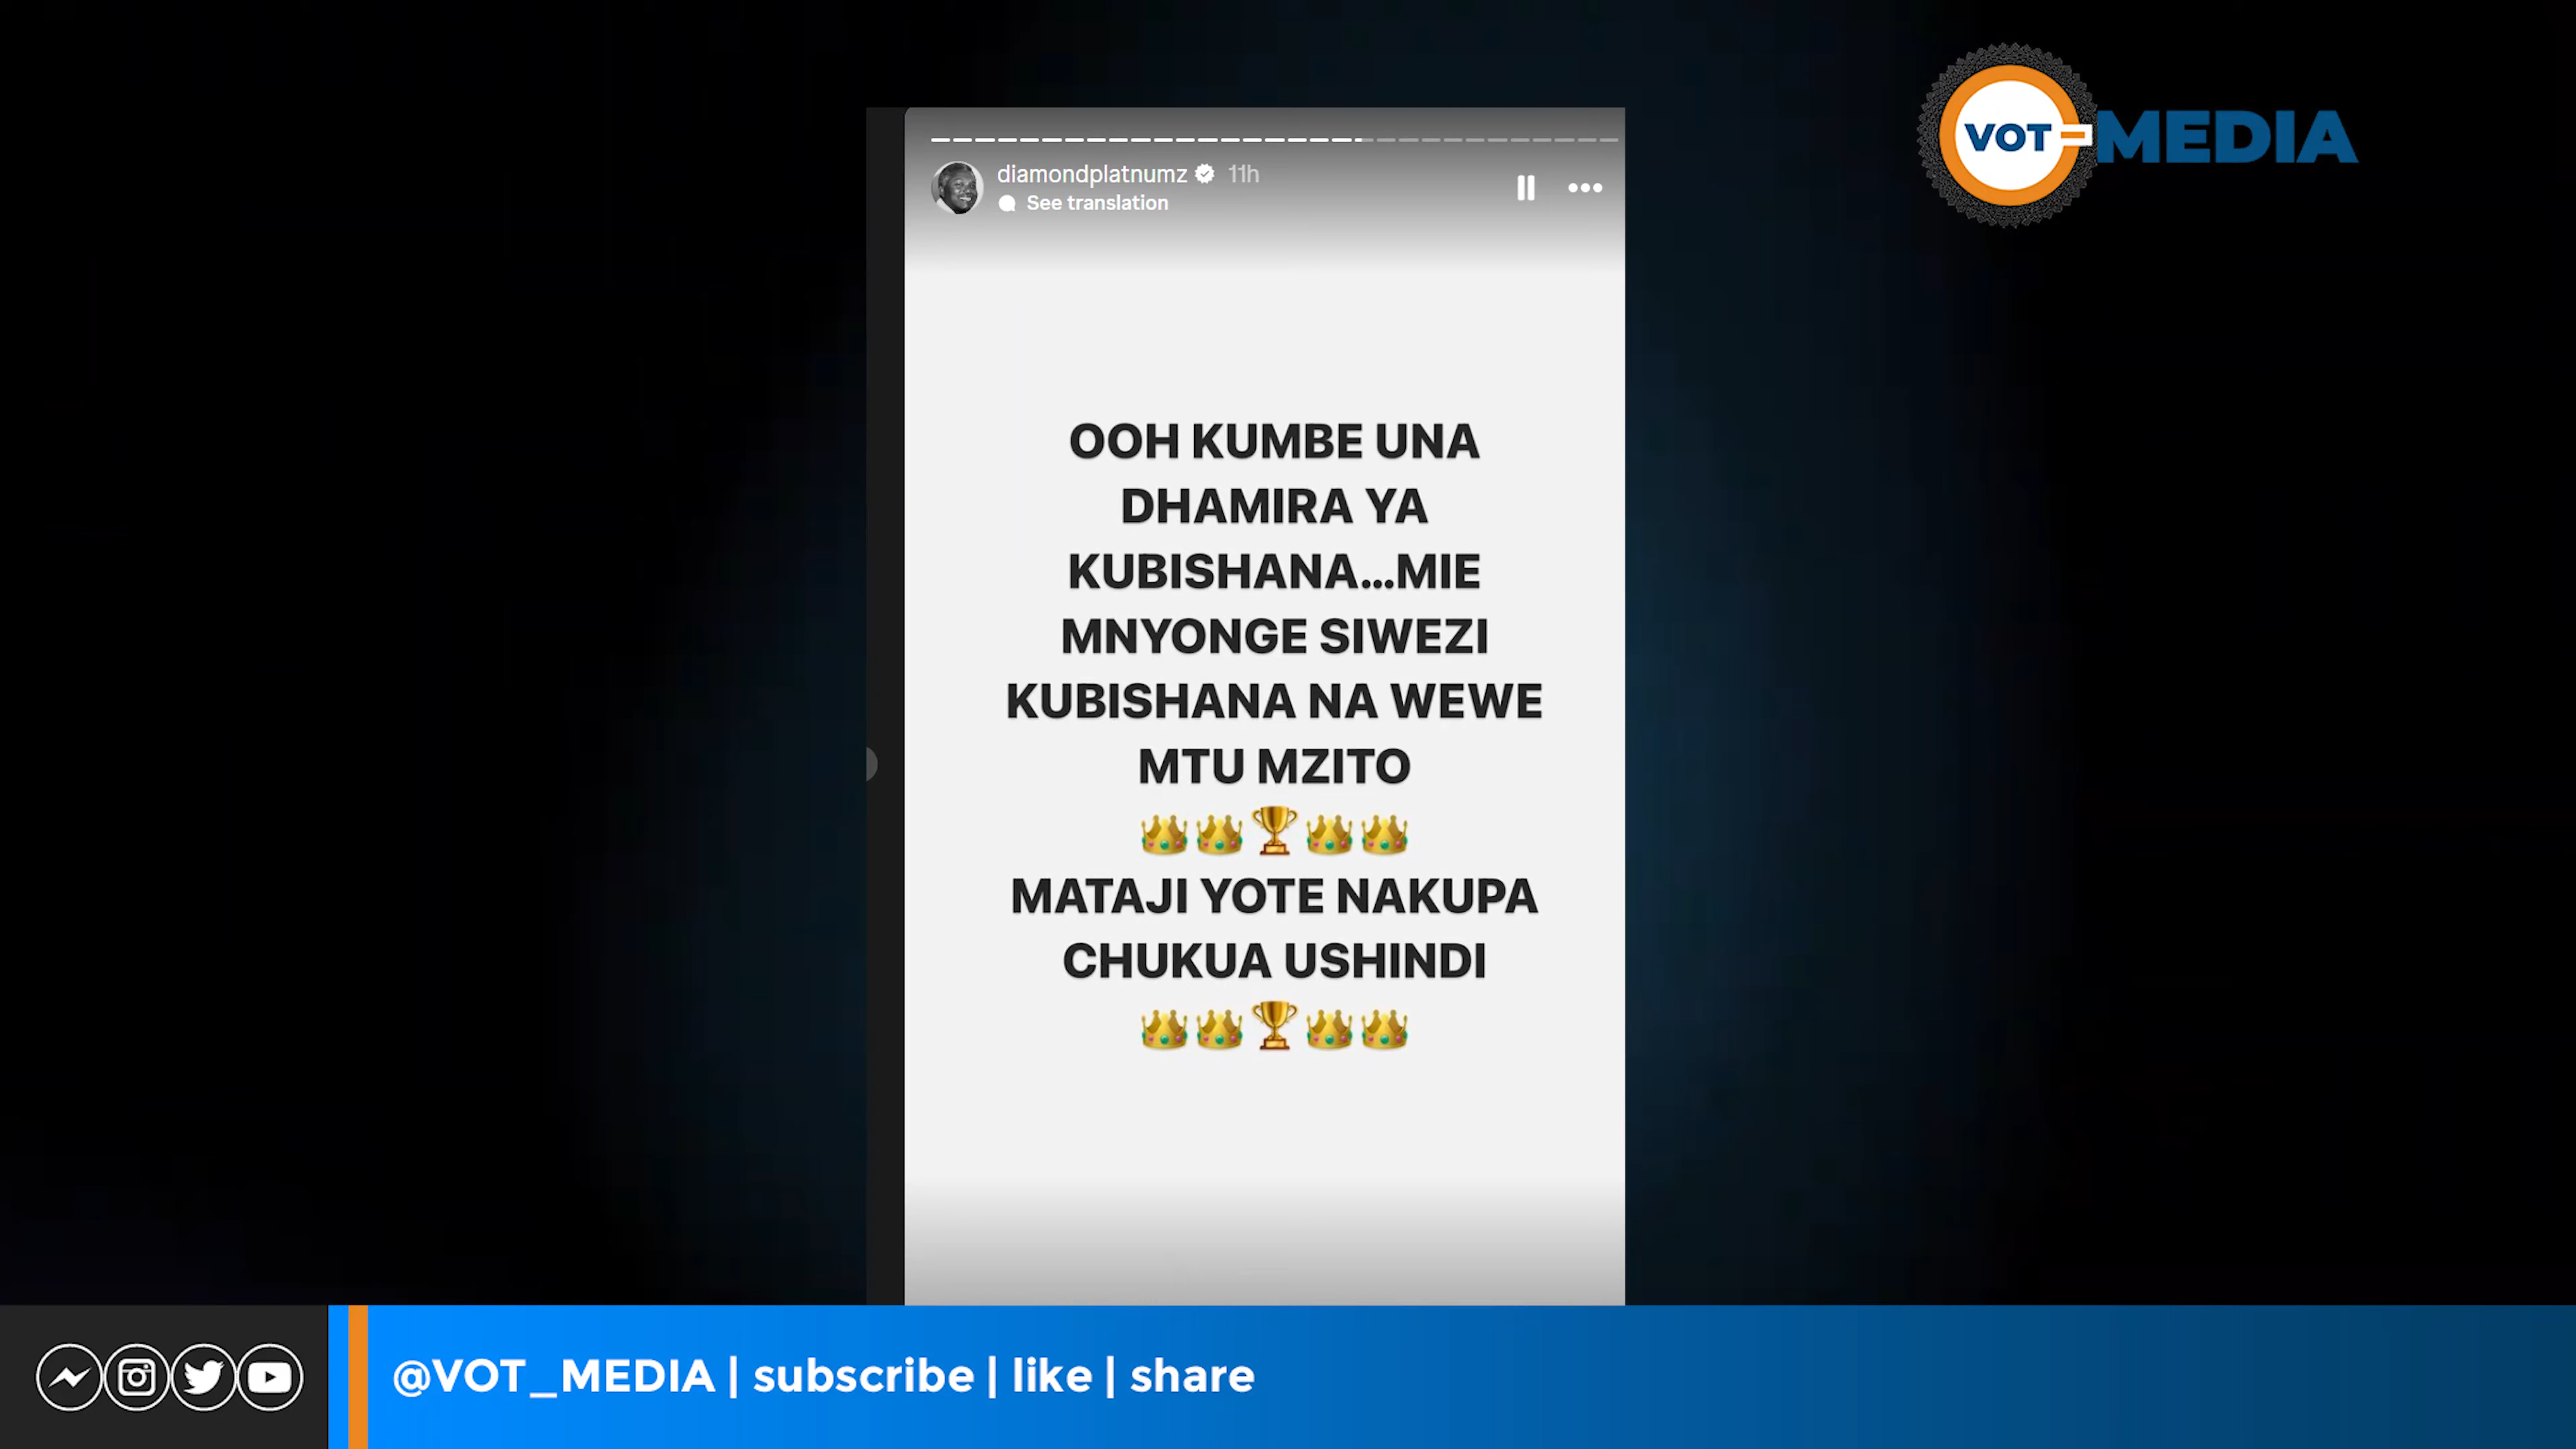 VOT-MEDIA
diamondplatnumz 11h
See translation
OOH KUMBE UNA
DHAMIRA YA
KUBISHANA...MIE
MNYONGE SIWEZI
KUBISHANA NA WEWE
MTU MZITO
👑👑🏆👑👑
MATAJI YOTE NAKUPA
CHUKUA USHINDI
👑👑🏆👑👑
@VOT_MEDIA | subscribe | like | share